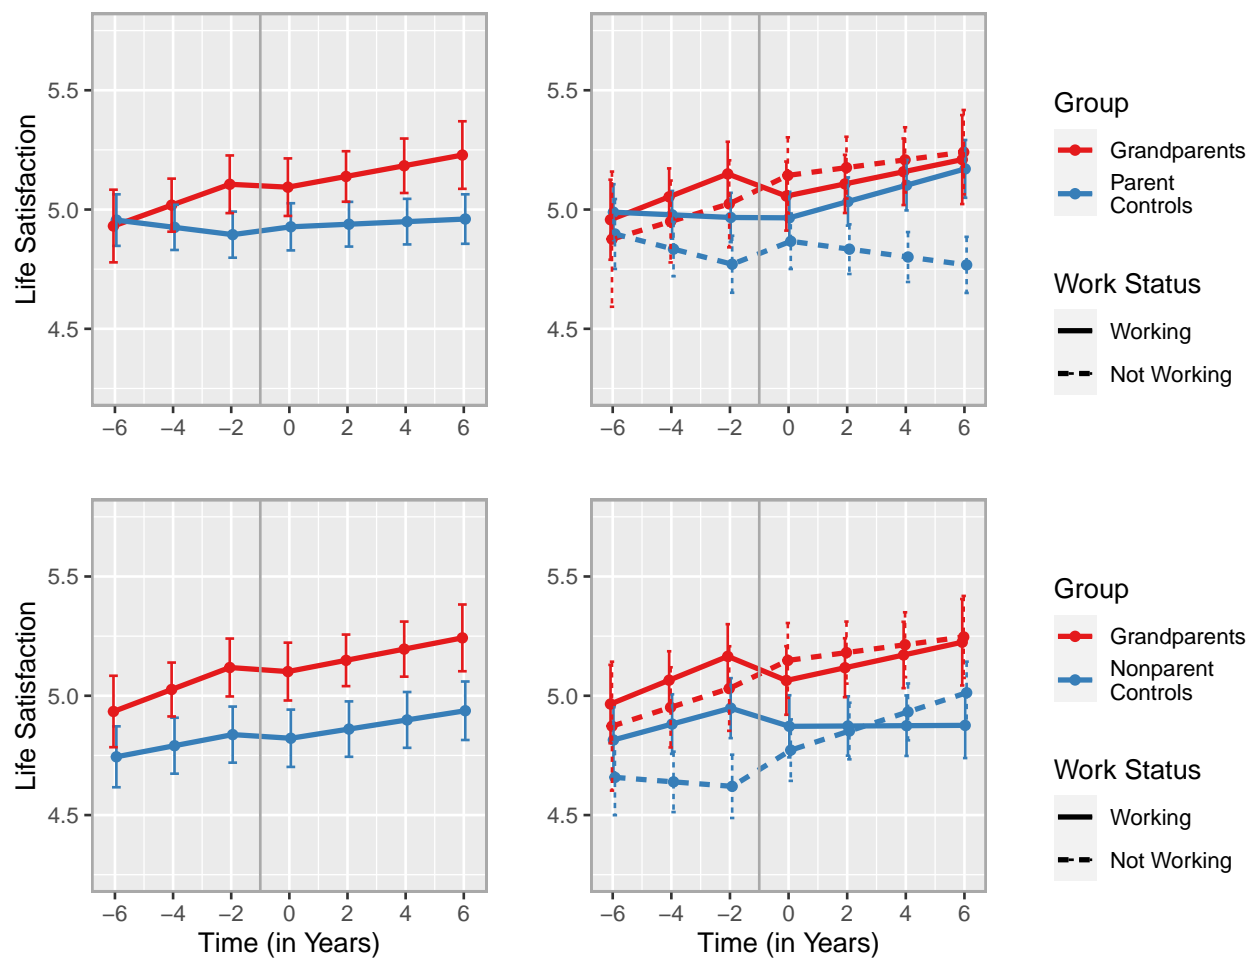 5.5
5.0
4.5
Life Satisfaction
−6 −4 −2 0 2 4 6
5.5
5.0
4.5
−6 −4 −2 0 2 4 6
Group
Grandparents
Parent
Controls
Work Status
Working
Not Working
5.5
5.0
4.5
Life Satisfaction
−6 −4 −2 0 2 4 6
Time (in Years)
5.5
5.0
4.5
−6 −4 −2 0 2 4 6
Time (in Years)
Group
Grandparents
Nonparent
Controls
Work Status
Working
Not Working